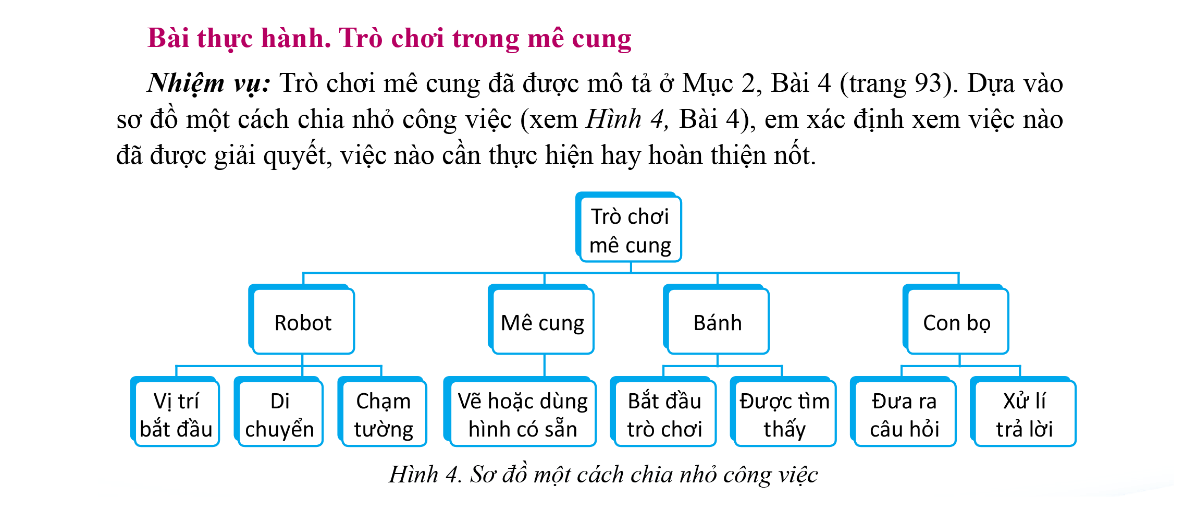 Bài thực hành. Trò chơi trong mê cung
Nhiệm vụ: Trò chơi mê cung đã được mô tả ở Mục 2, Bài 4 (trang 93). Dựa vào
sơ đồ một cách chia nhỏ công việc (xem Hình 4, Bài 4), em xác định xem việc nào
đã được giải quyết, việc nào cần thực hiện hay hoàn thiện nốt.
Trò chơi
mê cung
Robot
Mê cung
Bánh
Con bọ
Vị trí
bắt đầu
Di
chuyển
Chạm
tường
Vẽ hoặc dùng
hình có sẵn
Bắt đầu
trò chơi
Được tìm
thấy
Đưa ra
câu hỏi
Xử lí
trả lời
Hình 4. Sơ đồ một cách chia nhỏ công việc